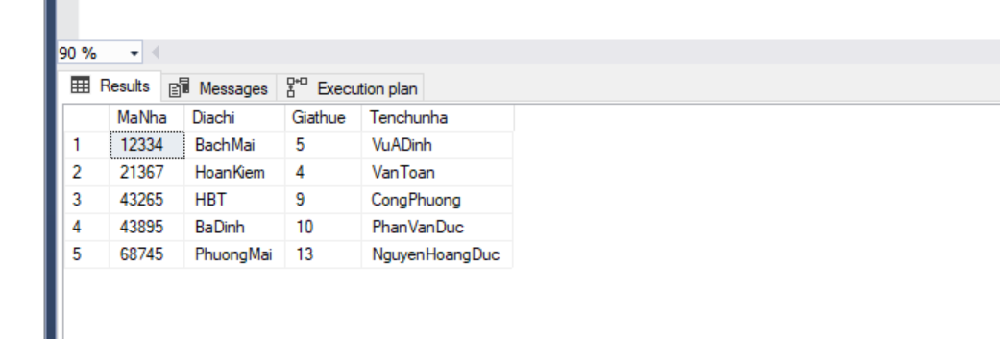 90 %
Results Messages Execution plan
MaNha Diachi Giathue Tenchunha
1 12334 BachMai 5 VuADinh
2 21367 HoanKiem 4 VanToan
3 43265 HBT 9 CongPhuong
4 43895 BaDinh 10 PhanVanDuc
5 68745 PhuongMai 13 NguyenHoangDuc